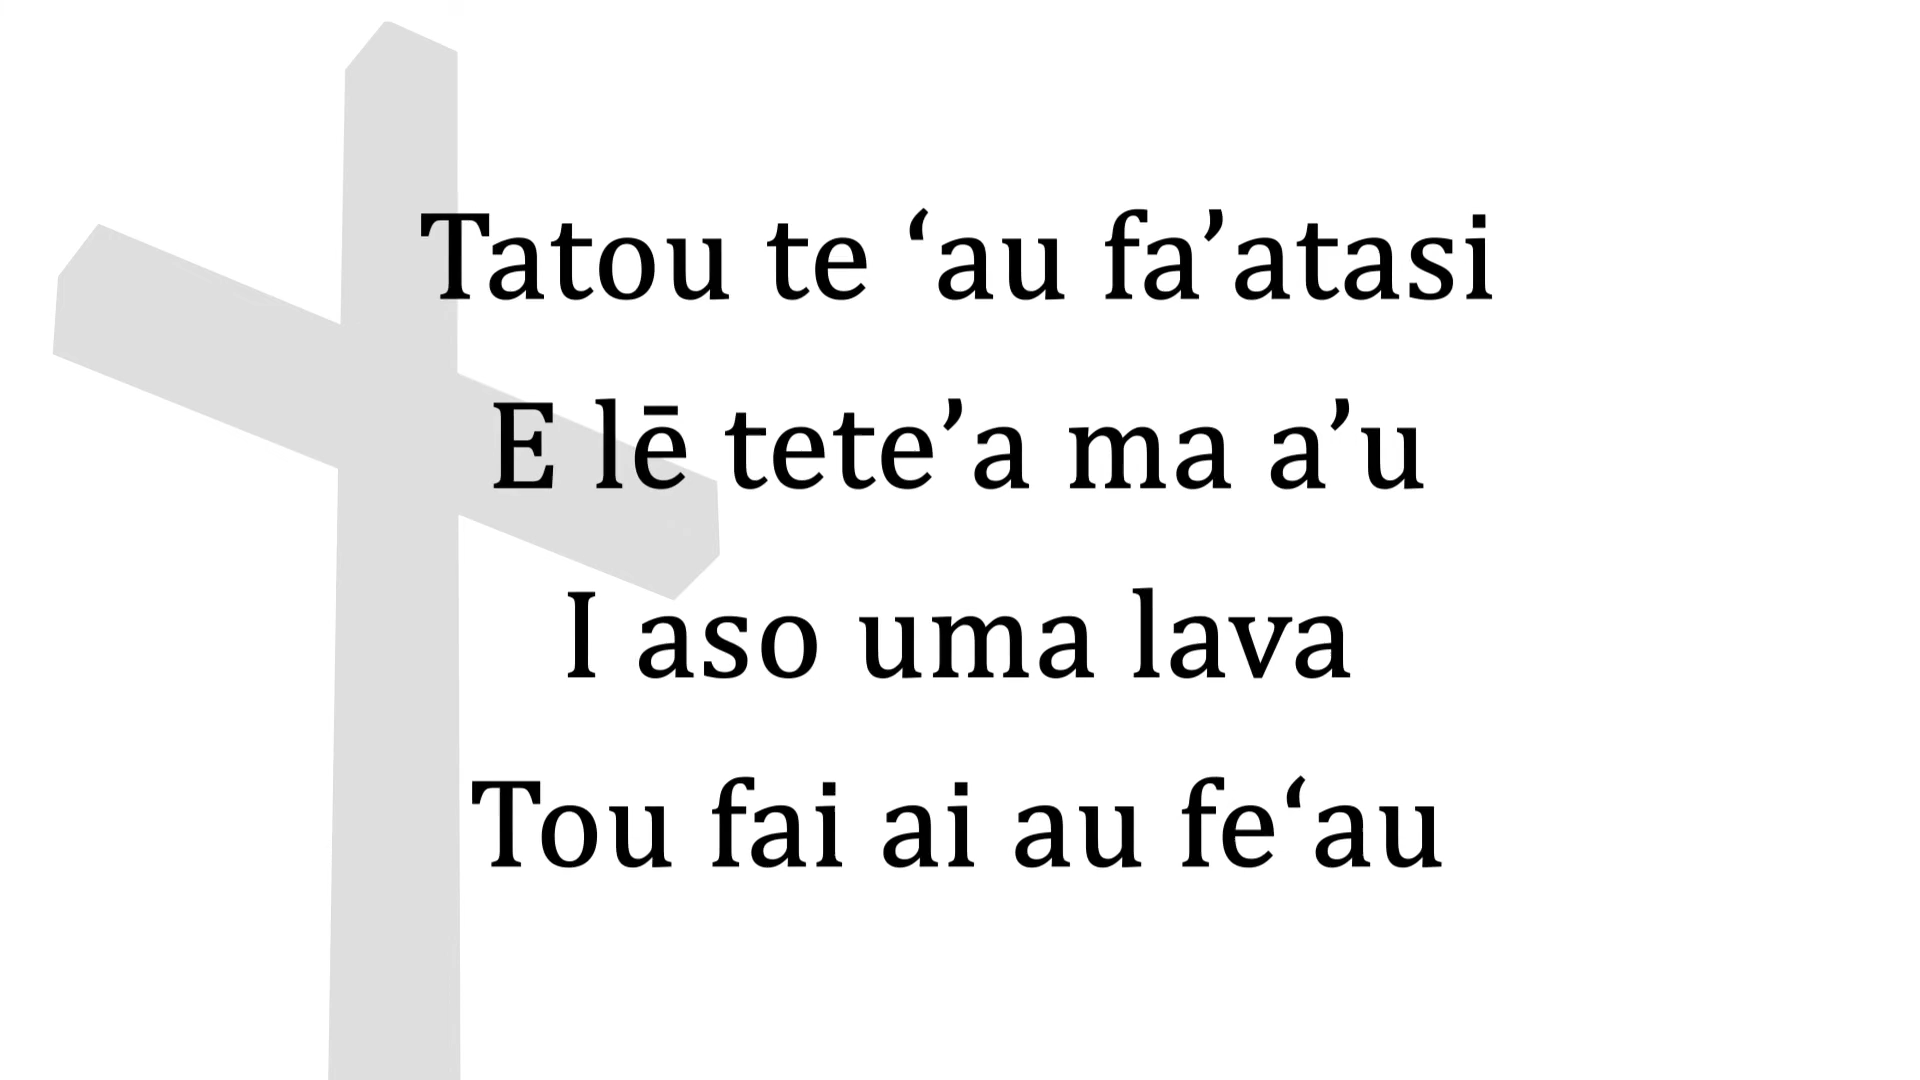 Tatou te ‘au fa’atasi
E lē tete’a ma a’u
I aso uma lava
Tou fai ai au fe‘au